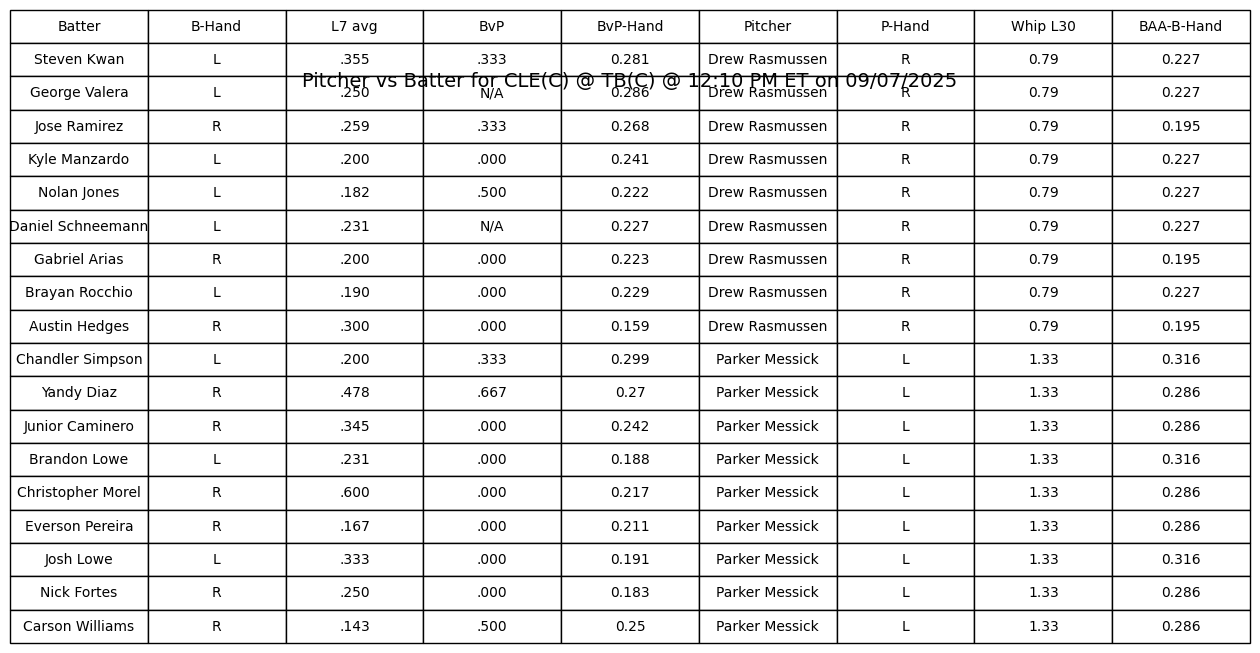 Batter B-Hand L7 avg BvP BvP-Hand Pitcher P-Hand Whip L30 BAA-B-Hand
Steven Kwan L .355 .333 0.281 Drew Rasmussen R 0.79 0.227
Pitcher vs Batter for CLE(C) @ TB(C) @ 12:10 PM ET on 09/07/2025
George Valera L .250 N/A 0.286 Drew Rasmussen R 0.79 0.227
Jose Ramirez R .259 .333 0.268 Drew Rasmussen R 0.79 0.195
Kyle Manzardo L .200 .000 0.241 Drew Rasmussen R 0.79 0.227
Nolan Jones L .182 .500 0.222 Drew Rasmussen R 0.79 0.227
Daniel Schneemann L .231 N/A 0.227 Drew Rasmussen R 0.79 0.227
Gabriel Arias R .200 .000 0.223 Drew Rasmussen R 0.79 0.195
Brayan Rocchio L .190 .000 0.229 Drew Rasmussen R 0.79 0.227
Austin Hedges R .300 .000 0.159 Drew Rasmussen R 0.79 0.195
Chandler Simpson L .200 .333 0.299 Parker Messick L 1.33 0.316
Yandy Diaz R .478 .667 0.27 Parker Messick L 1.33 0.286
Junior Caminero R .345 .000 0.242 Parker Messick L 1.33 0.286
Brandon Lowe L .231 .000 0.188 Parker Messick L 1.33 0.316
Christopher Morel R .600 .000 0.217 Parker Messick L 1.33 0.286
Everson Pereira R .167 .000 0.211 Parker Messick L 1.33 0.286
Josh Lowe L .333 .000 0.191 Parker Messick L 1.33 0.316
Nick Fortes R .250 .000 0.183 Parker Messick L 1.33 0.286
Carson Williams R .143 .500 0.25 Parker Messick L 1.33 0.286